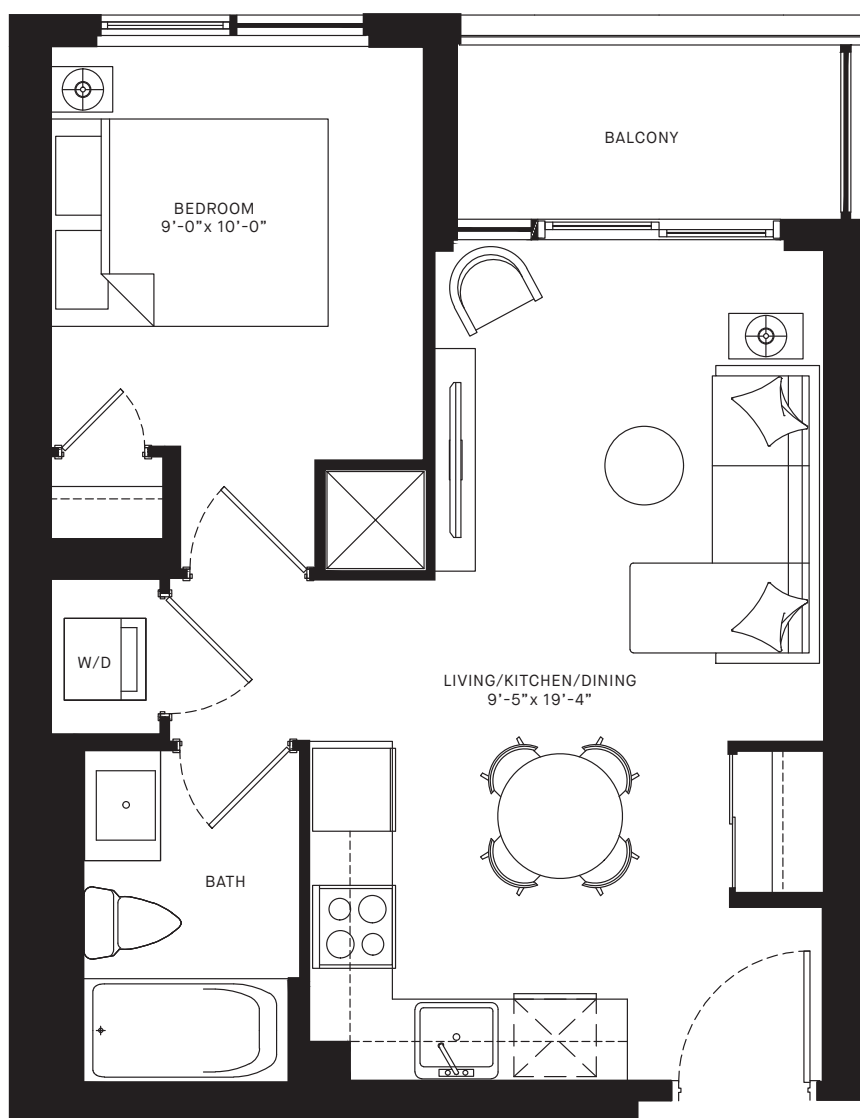 BALCONY
BEDROOM
9’-0”x 10’-0”
W/D
LIVING/KITCHEN/DINING
9’-5”x 19’-4”
BATH